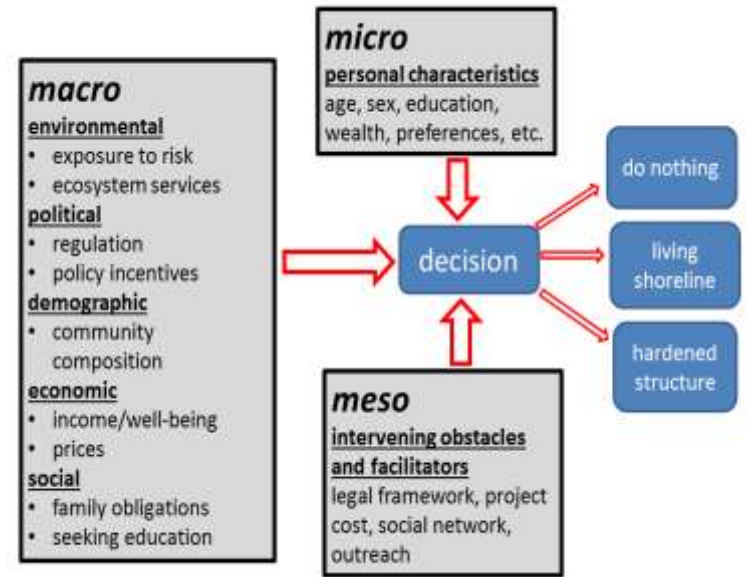 macro
environmental
• exposure to risk
• ecosystem services
political
• regulation
• policy incentives
demographic
• community
composition
economic
• income/well-being
• prices
social
• family obligations
• seeking education
micro
personal characteristics
age, sex, education,
wealth, preferences, etc.
decision
meso
intervening obstacles
and facilitators
legal framework, project
cost, social network,
outreach
do nothing
living
shoreline
hardened
structure